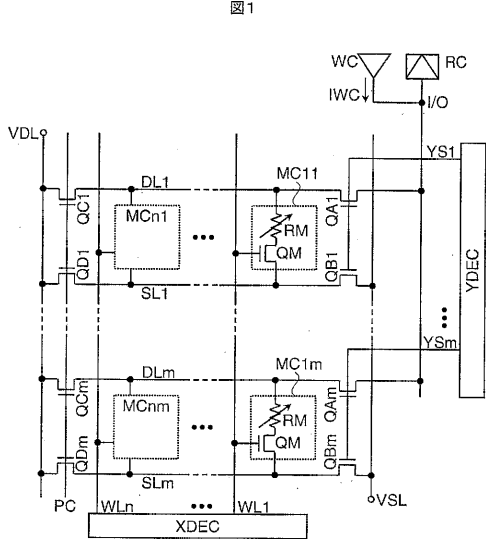 図1
WC
RC
IWC
I/O
VDL
YS1
DL1
MC11
QC1
MCn1
RM
QA1
QM
QD1
QB1
SL1
YDEC
YSm
DLm
MC1m
QCm
MCnm
RM
QAm
QM
QDm
QBm
SLm
PC
WLn
WL1
VSL
XDEC